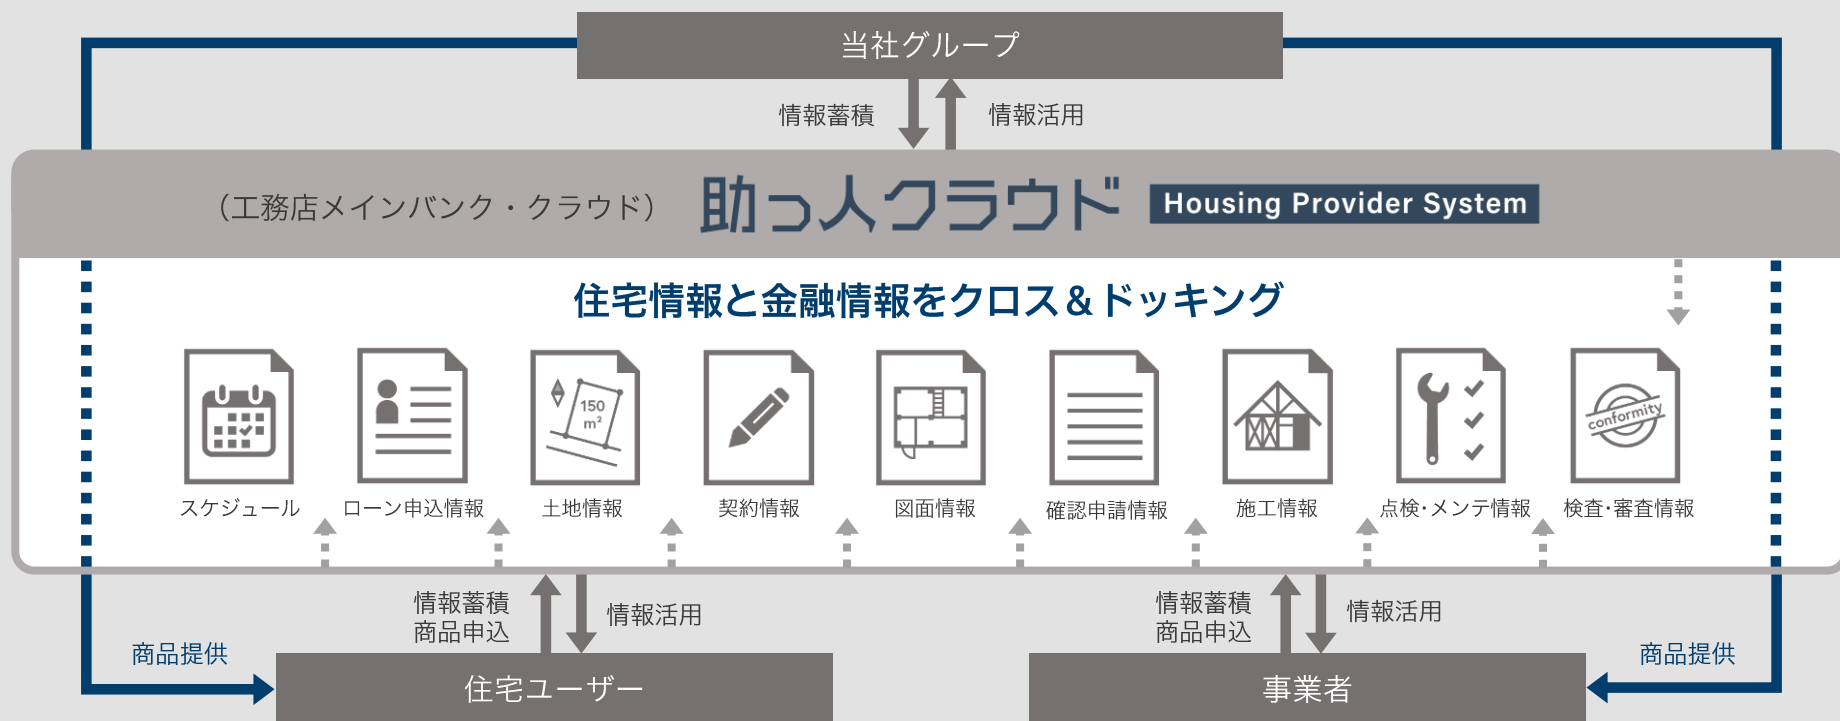 当社グループ
情報蓄積
情報活用
（工務店メインバンク・クラウド）
助っ人クラウド
Housing Provider System
住宅情報と金融情報をクロス＆ドッキング
150
m²
conformity
スケジュール
ローン申込情報
土地情報
契約情報
図面情報
確認申請情報
施工情報
点検・メンテ情報
検査・審査情報
情報蓄積
商品申込
情報活用
情報蓄積
商品申込
情報活用
商品提供
商品提供
住宅ユーザー
事業者